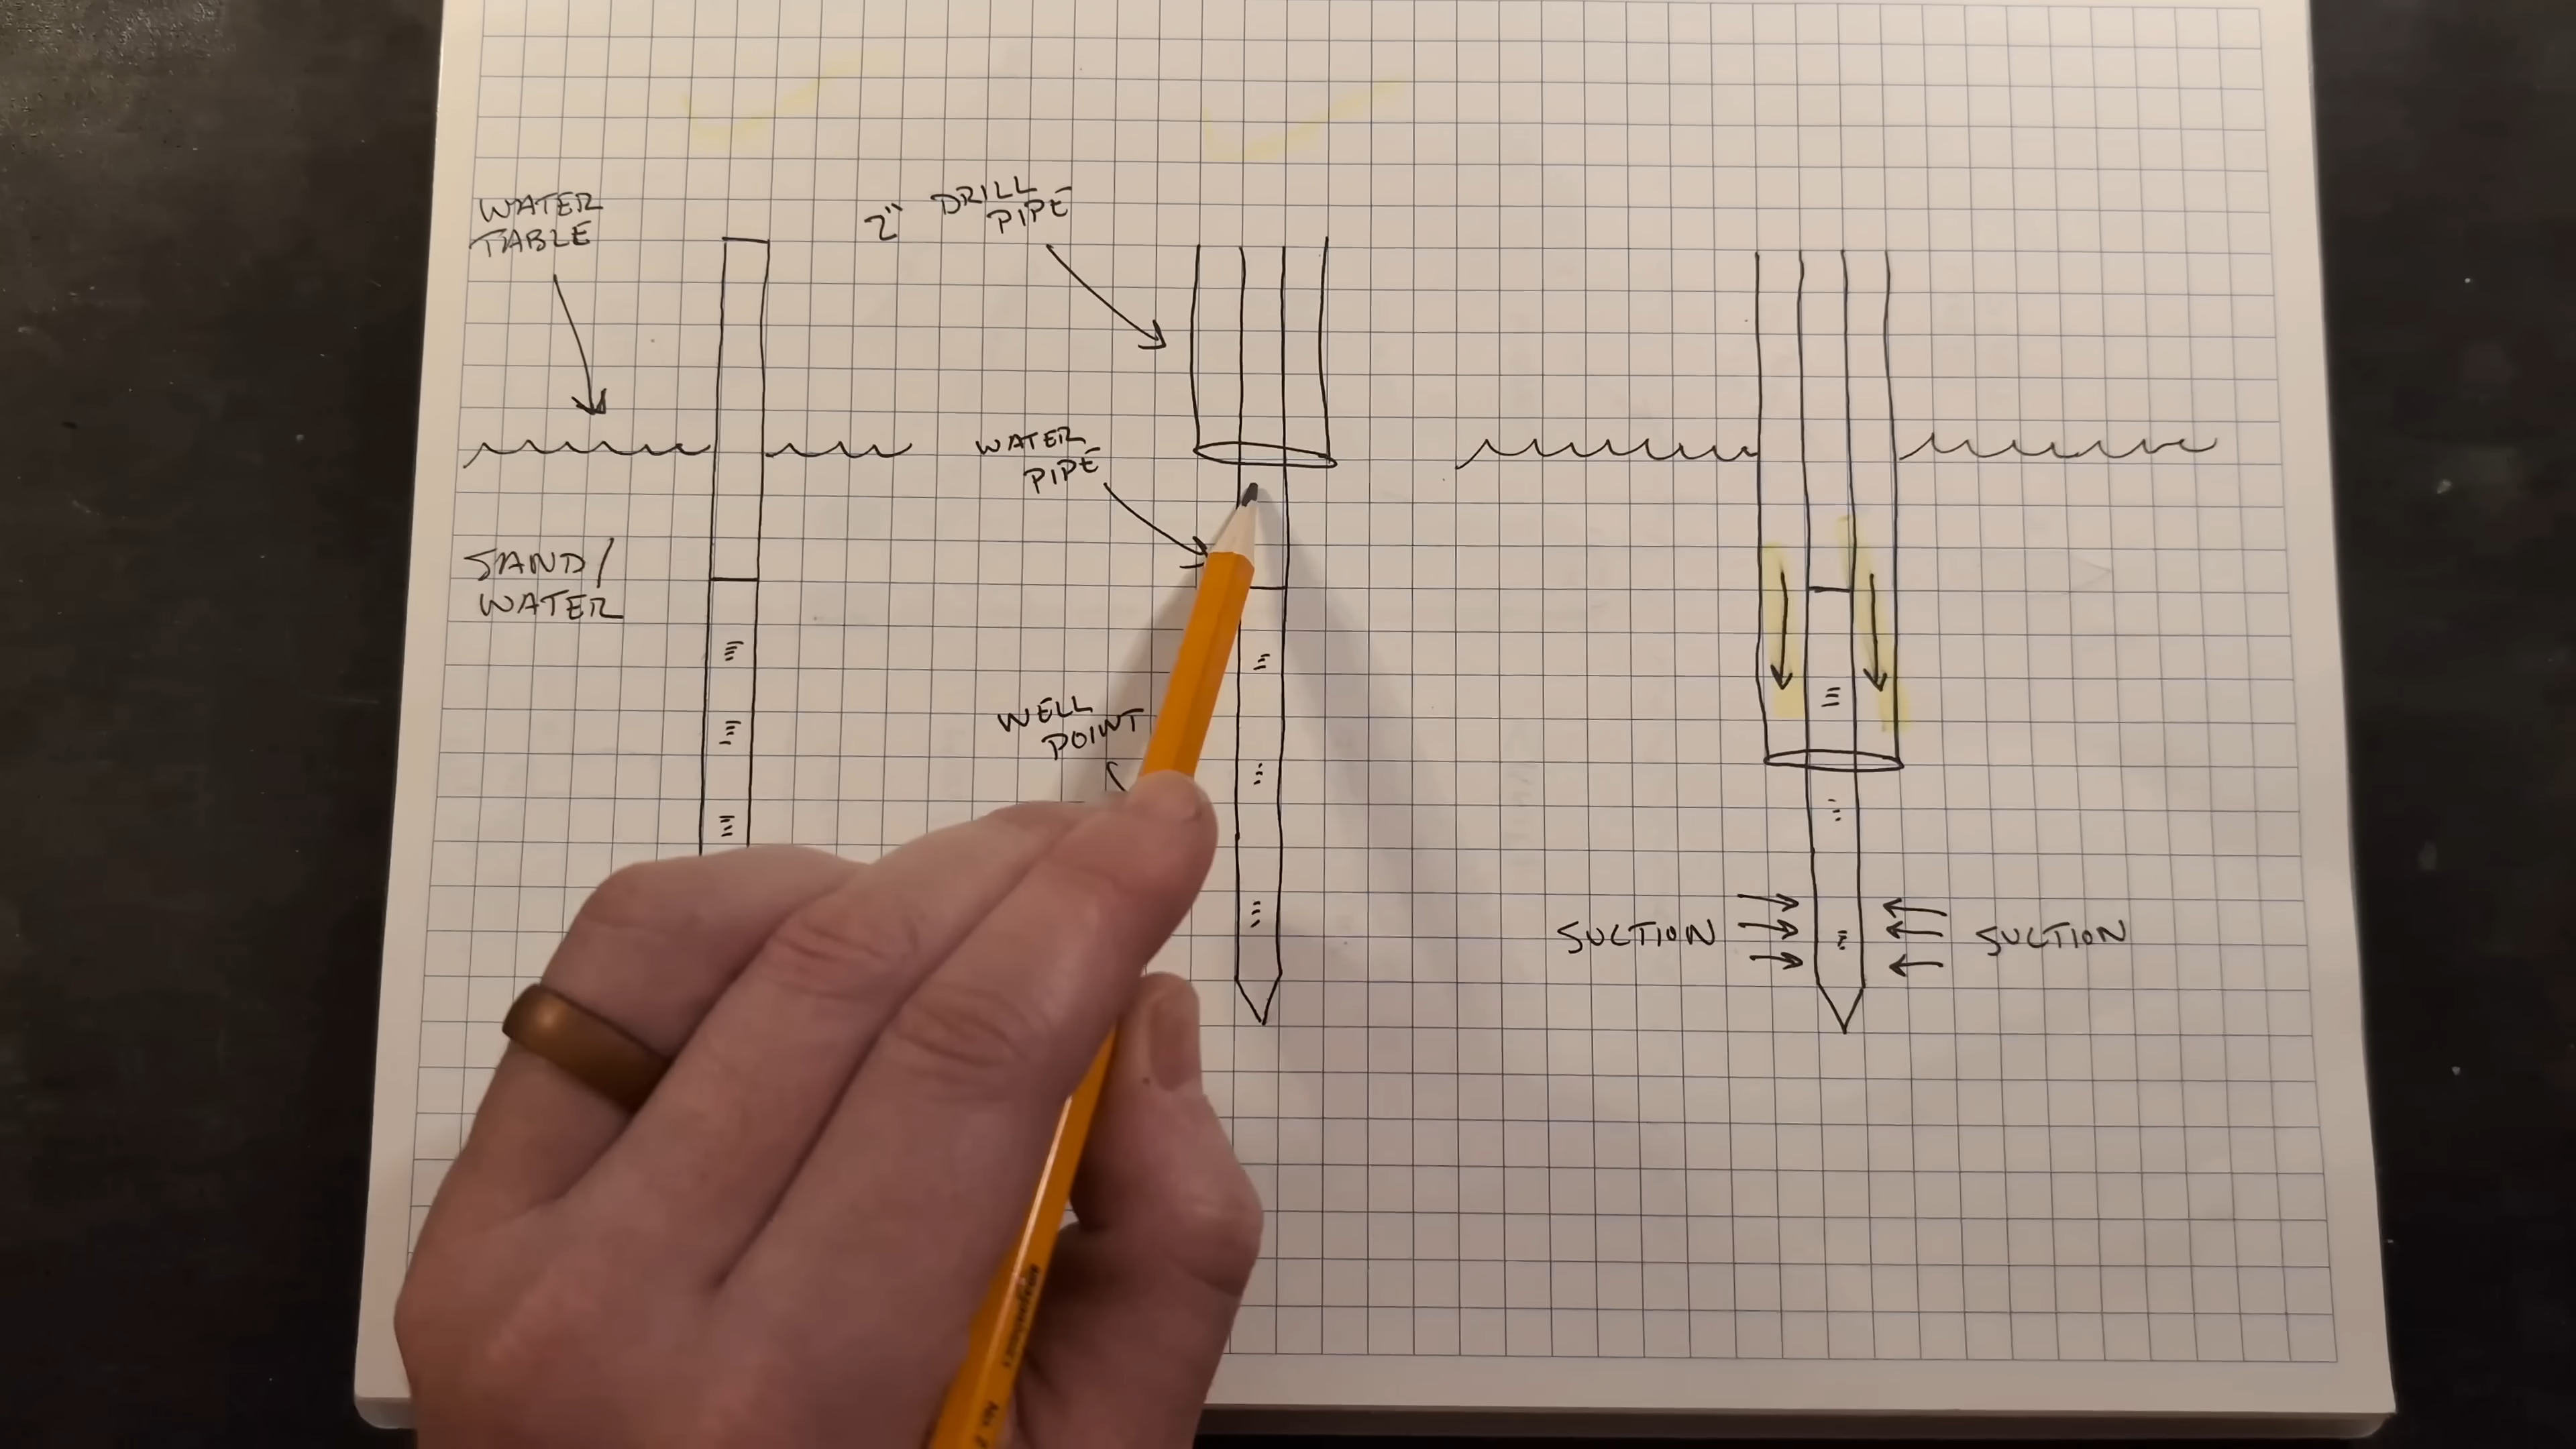 WATER
TABLE
2" DRILL
PIPE
WATER
PIPE
SAND/
WATER
WELL
POINT
SUCTION
SUCTION